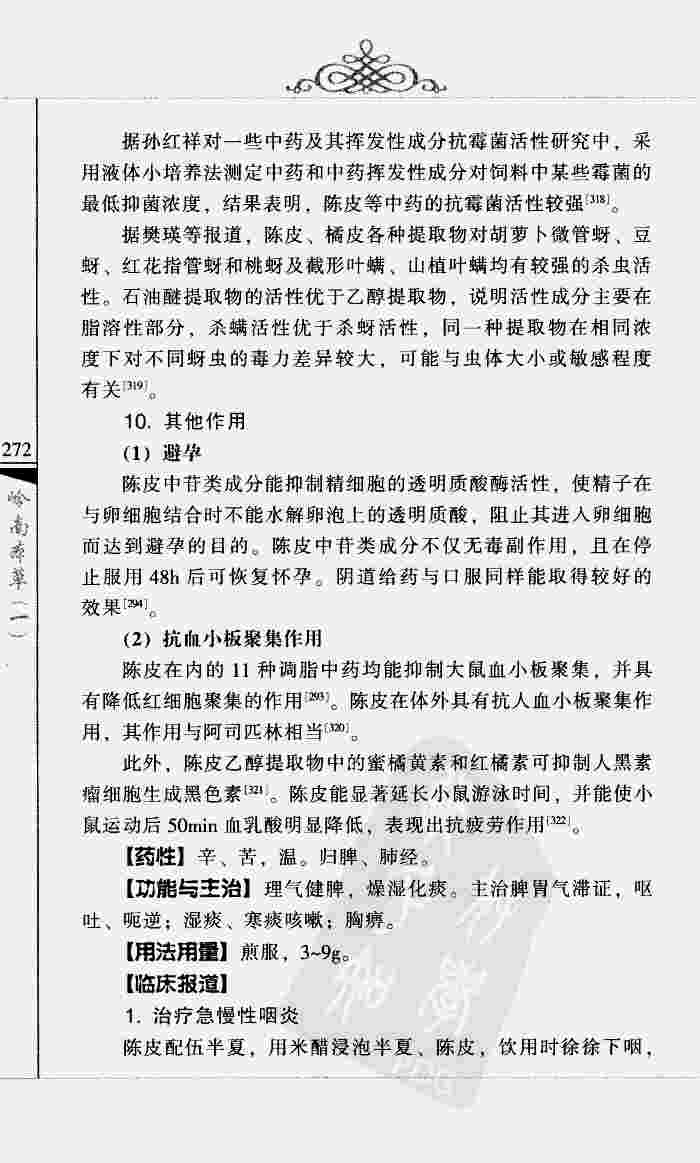 据孙红祥对一些中药及其挥发性成分抗霉菌活性研究中，采
用液体小培养法测定中药和中药挥发性成分对饲料中某些霉菌的
最低抑菌浓度，结果表明，陈皮等中药的抗霉菌活性较强[318]。
据樊瑛等报道，陈皮、橘皮各种提取物对胡萝卜微管蚜、豆
蚜、红花指管蚜和桃蚜及截形叶螨、山植叶螨均有较强的杀虫活
性。石油醚提取物的活性优于乙醇提取物，说明活性成分主要在
脂溶性部分，杀螨活性优于杀蚜活性，同一种提取物在相同浓
度下对不同蚜虫的毒力差异较大，可能与虫体大小或敏感程度
有关[319]。
10. 其他作用
(1) 避孕
陈皮中苷类成分能抑制精细胞的透明质酸酶活性，使精子在
与卵细胞结合时不能水解卵泡上的透明质酸，阻止其进入卵细胞
而达到避孕的目的。陈皮中苷类成分不仅无毒副作用，且在停
止服用 48h 后可恢复怀孕。阴道给药与口服同样能取得较好的
效果[294]。
(2) 抗血小板聚集作用
陈皮在内的 11 种调脂中药均能抑制大鼠血小板聚集，并具
有降低红细胞聚集的作用[293]。陈皮在体外具有抗人血小板聚集作
用，其作用与阿司匹林相当[320]。
此外，陈皮乙醇提取物中的蜜橘黄素和红橘素可抑制人黑素
瘤细胞生成黑色素[321]。陈皮能显著延长小鼠游泳时间，并能使小
鼠运动后 50min 血乳酸明显降低，表现出抗疲劳作用[322]。
【药性】辛、苦，温。归脾、肺经。
【功能与主治】理气健脾，燥湿化痰。主治脾胃气滞证，呕
吐、呃逆；湿痰、寒痰咳嗽；胸痹。
【用法用量】煎服，3~9g。
【临床报道】
1. 治疗急慢性咽炎
陈皮配伍半夏，用米醋浸泡半夏、陈皮，饮用时徐徐下咽，
272
岭南本草（一）
PDG